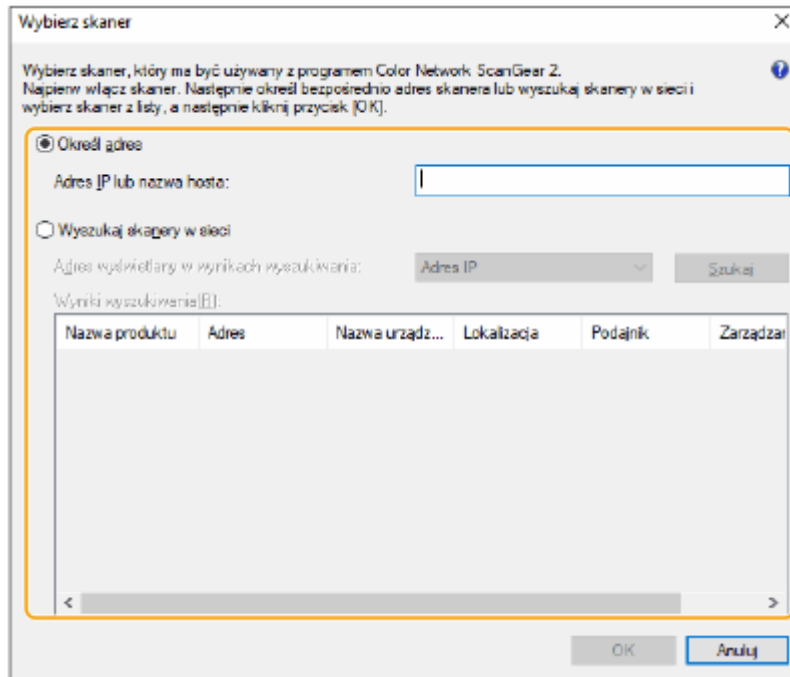 Wybierz skaner
Wybierz skaner, który ma być używany z programem Color Network ScanGear 2.
Najpierw włącz skaner. Następnie określ bezpośrednio adres skanera lub wyszukaj skanery w sieci i
wybierz skaner z listy, a następnie kliknij przycisk [OK].
Określ adres
Adres IP lub nazwa hosta:
Wyszukaj skanery w sieci
Adres wyświetlany w wynikach wyszukiwania: Adres IP Szukaj
Wyniki wyszukiwania(R):
Nazwa produktu Adres Nazwa urządz... Lokalizacja Podajnik Zarządzar
OK Anuluj